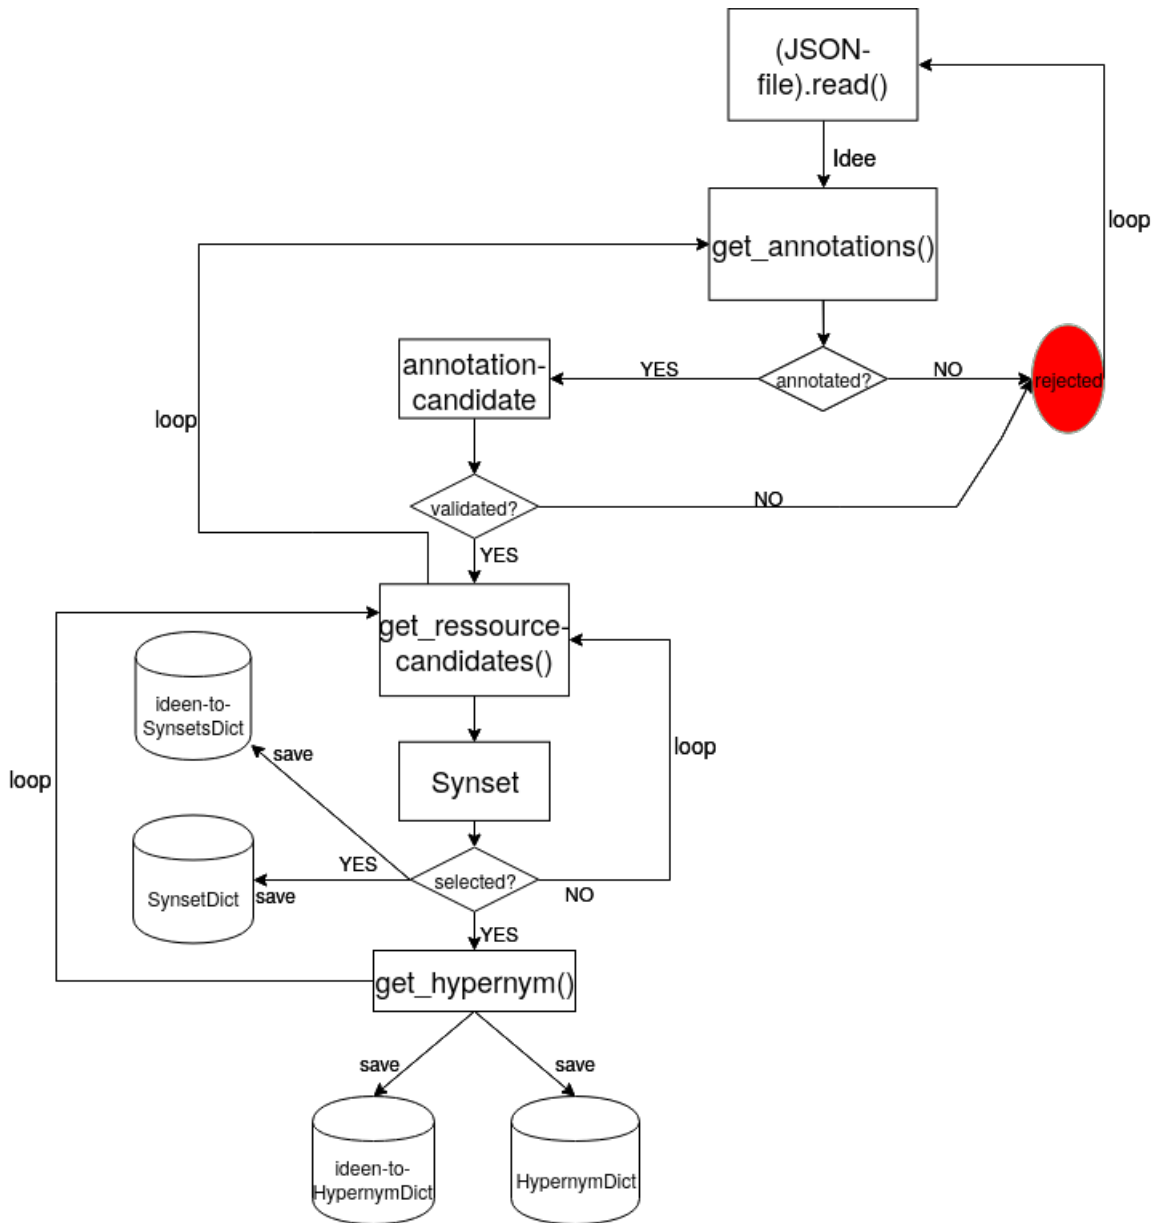 (JSON-
file).read()
Idee
loop
get_annotations()
annotation-
candidate
YES
annotated?
NO
rejected
loop
validated?
NO
YES
get_ressource-
candidates()
ideen-to-
SynsetsDict
save
loop
loop
Synset
YES
selected?
NO
SynsetDict
save
YES
get_hypernym()
save
save
ideen-to-
HypernymDict
HypernymDict